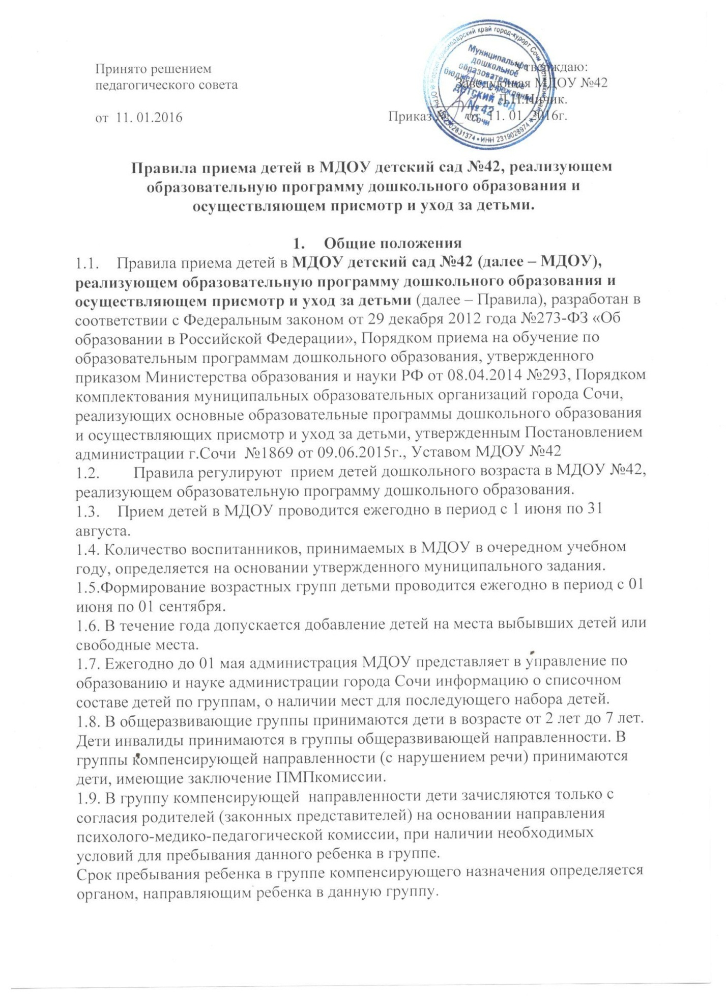 Принято решением
педагогического совета
от 11. 01.2016
Утверждаю:
Заведующая МДОУ №42
Л.Н.Ничик.
Приказ №__ от 11. 01. 2016г.
Муниципальное
дошкольное
образовательное
бюджетное учреждение
детский сад
№ 42
г. Сочи
Краснодарский край город-курорт Сочи
ИНН 2319028974
Правила приема детей в МДОУ детский сад №42, реализующем
образовательную программу дошкольного образования и
осуществляющем присмотр и уход за детьми.
1. Общие положения
1.1. Правила приема детей в МДОУ детский сад №42 (далее – МДОУ),
реализующем образовательную программу дошкольного образования и
осуществляющем присмотр и уход за детьми (далее – Правила), разработан в
соответствии с Федеральным законом от 29 декабря 2012 года №273-ФЗ «Об
образовании в Российской Федерации», Порядком приема на обучение по
образовательным программам дошкольного образования, утвержденного
приказом Министерства образования и науки РФ от 08.04.2014 №293, Порядком
комплектования муниципальных образовательных организаций города Сочи,
реализующих основные образовательные программы дошкольного образования
и осуществляющих присмотр и уход за детьми, утвержденным Постановлением
администрации г.Сочи №1869 от 09.06.2015г., Уставом МДОУ №42
1.2. Правила регулируют прием детей дошкольного возраста в МДОУ №42,
реализующем образовательную программу дошкольного образования.
1.3. Прием детей в МДОУ проводится ежегодно в период с 1 июня по 31
августа.
1.4. Количество воспитанников, принимаемых в МДОУ в очередном учебном
году, определяется на основании утвержденного муниципального задания.
1.5.Формирование возрастных групп детьми проводится ежегодно в период с 01
июня по 01 сентября.
1.6. В течение года допускается добавление детей на места выбывших детей или
свободные места.
1.7. Ежегодно до 01 мая администрация МДОУ представляет в управление по
образованию и науке администрации города Сочи информацию о списочном
составе детей по группам, о наличии мест для последующего набора детей.
1.8. В общеразвивающие группы принимаются дети в возрасте от 2 лет до 7 лет.
Дети инвалиды принимаются в группы общеразвивающей направленности. В
группы компенсирующей направленности (с нарушением речи) принимаются
дети, имеющие заключение ПМПкомиссии.
1.9. В группу компенсирующей направленности дети зачисляются только с
согласия родителей (законных представителей) на основании направления
психолого-медико-педагогической комиссии, при наличии необходимых
условий для пребывания данного ребенка в группе.
Срок пребывания ребенка в группе компенсирующего назначения определяется
органом, направляющим ребенка в данную группу.